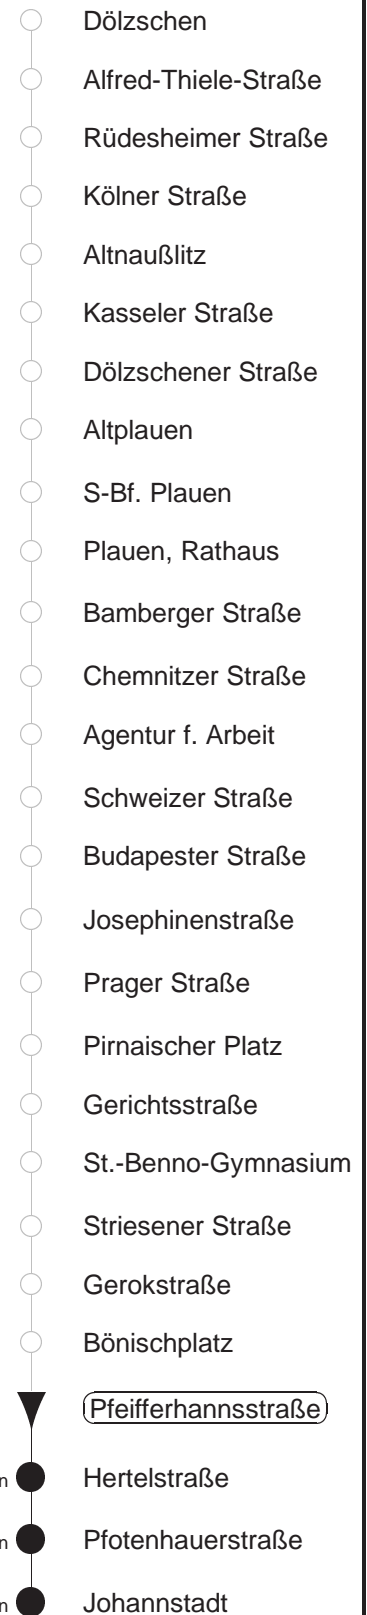 Dölzschen
Alfred-Thiele-Straße
Rüdesheimer Straße
Kölner Straße
Altnaußlitz
Kasseler Straße
Dölzschener Straße
Altplauen
S-Bf. Plauen
Plauen, Rathaus
Bamberger Straße
Chemnitzer Straße
Agentur f. Arbeit
Schweizer Straße
Budapester Straße
Josephinenstraße
Prager Straße
Pirnaischer Platz
Gerichtsstraße
St.-Benno-Gymnasium
Striesener Straße
Gerokstraße
Bönischplatz
Pfeifferhannsstraße
n Hertelstraße
n Pfotenhauerstraße
n Johannstadt